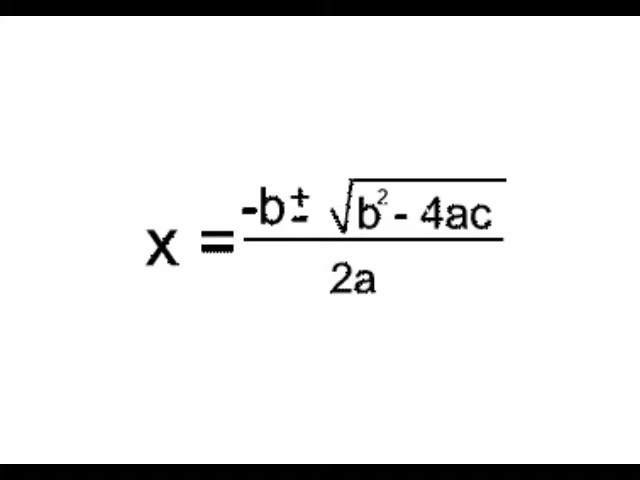 x = -b ± √b² - 4ac
2a